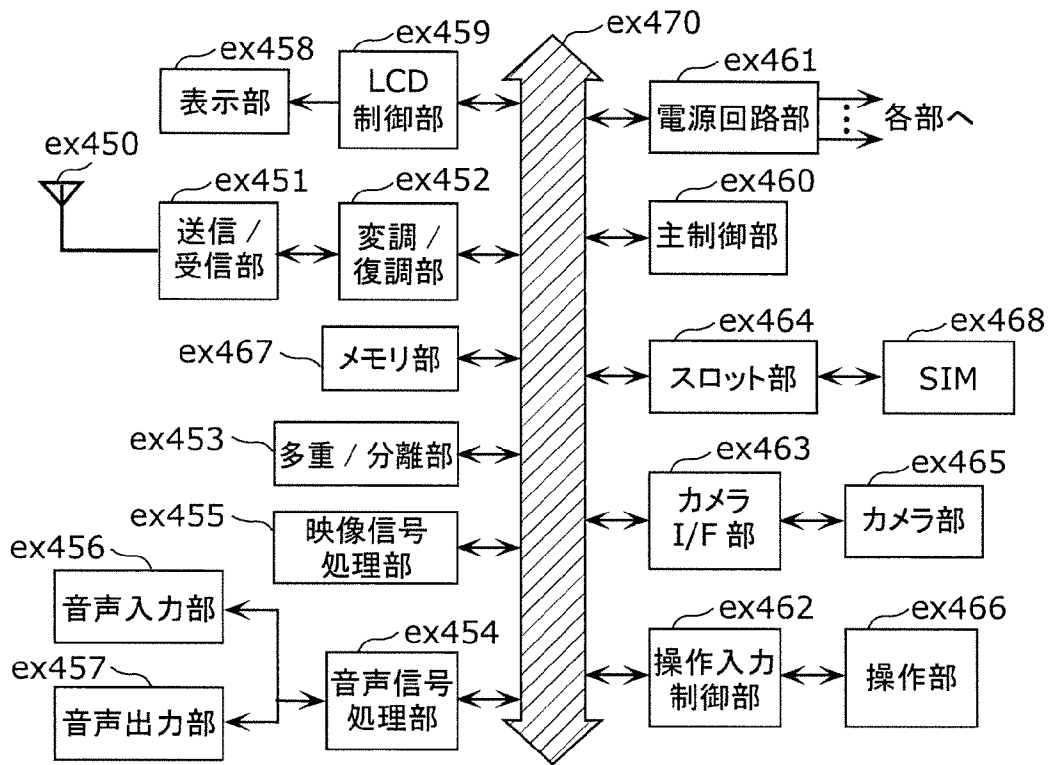 ex470
ex459
ex458
LCD
制御部
表示部
ex461
電源回路部
各部へ
ex450
ex451
送信 /
受信部
ex452
変調 /
復調部
ex460
主制御部
ex467
メモリ部
ex464
スロット部
ex468
SIM
ex453
多重 / 分離部
ex463
カメラ
I/F 部
ex465
カメラ部
ex455
映像信号
処理部
ex456
音声入力部
ex457
音声出力部
ex454
音声信号
処理部
ex462
操作入力
制御部
ex466
操作部